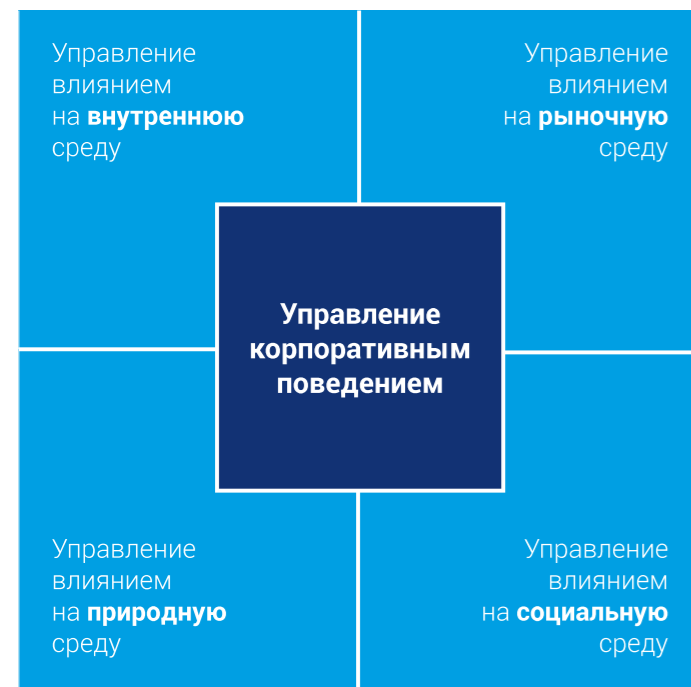 Управление
влиянием
на внутреннюю
среду
Управление
влиянием
на рыночную
среду
Управление
корпоративным
поведением
Управление
влиянием
на природную
среду
Управление
влиянием
на социальную
среду